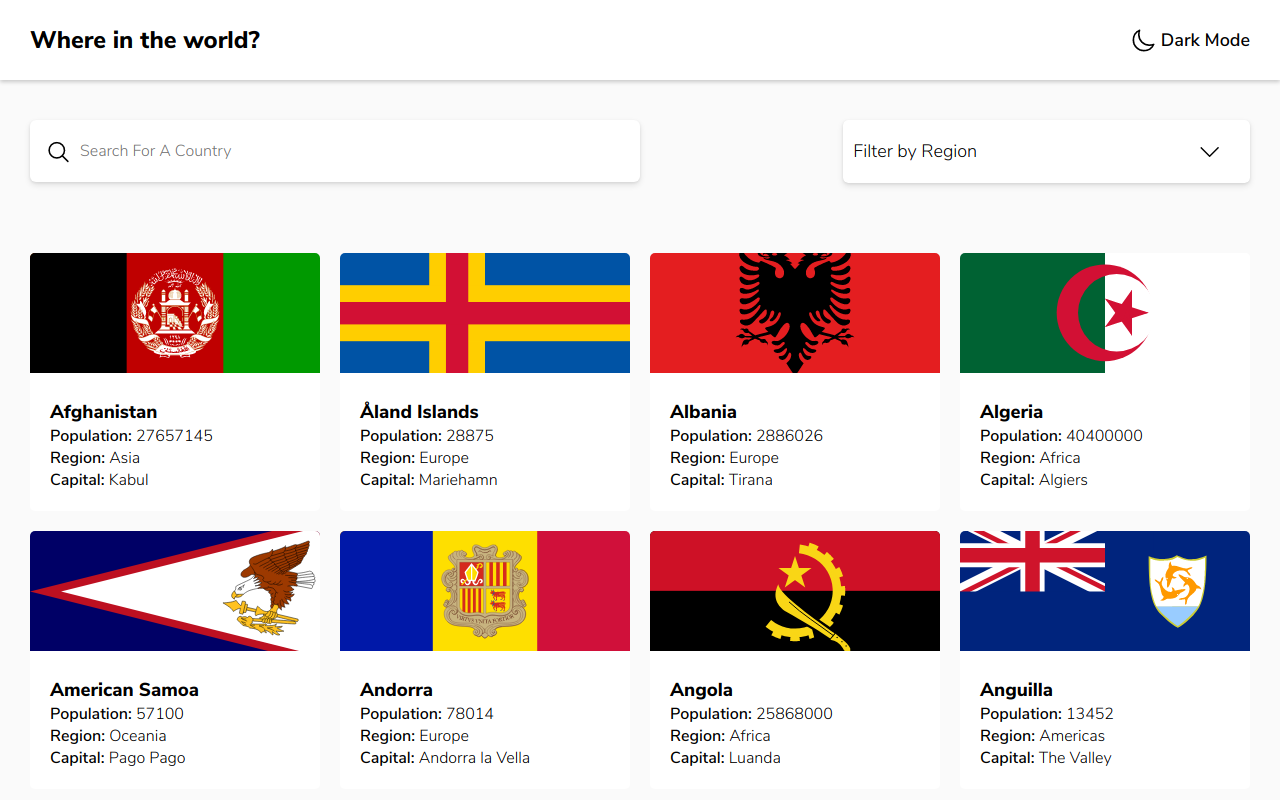 Where in the world?
Dark Mode
Search For A Country
Filter by Region
Afghanistan
Population: 27657145
Region: Asia
Capital: Kabul
Åland Islands
Population: 28875
Region: Europe
Capital: Mariehamn
Albania
Population: 2886026
Region: Europe
Capital: Tirana
Algeria
Population: 40400000
Region: Africa
Capital: Algiers
American Samoa
Population: 57100
Region: Oceania
Capital: Pago Pago
Andorra
Population: 78014
Region: Europe
Capital: Andorra la Vella
Angola
Population: 25868000
Region: Africa
Capital: Luanda
Anguilla
Population: 13452
Region: Americas
Capital: The Valley